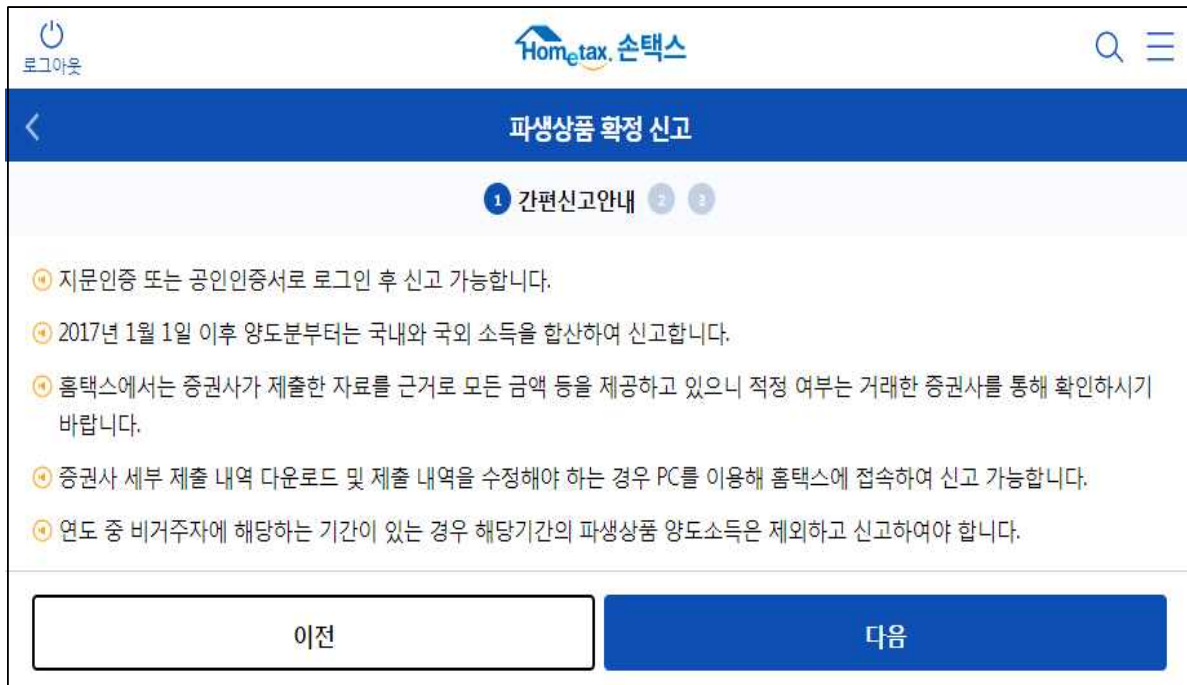 로그아웃
Hometax. 손택스
파생상품 확정 신고
1 간편신고안내 2 3
지문인증 또는 공인인증서로 로그인 후 신고 가능합니다.
2017년 1월 1일 이후 양도분부터는 국내와 국외 소득을 합산하여 신고합니다.
홈택스에서는 증권사가 제출한 자료를 근거로 모든 금액 등을 제공하고 있으니 적정 여부는 거래한 증권사를 통해 확인하시기
바랍니다.
증권사 세부 제출 내역 다운로드 및 제출 내역을 수정해야 하는 경우 PC를 이용해 홈택스에 접속하여 신고 가능합니다.
연도 중 비거주자에 해당하는 기간이 있는 경우 해당기간의 파생상품 양도소득은 제외하고 신고하여야 합니다.
이전
다음